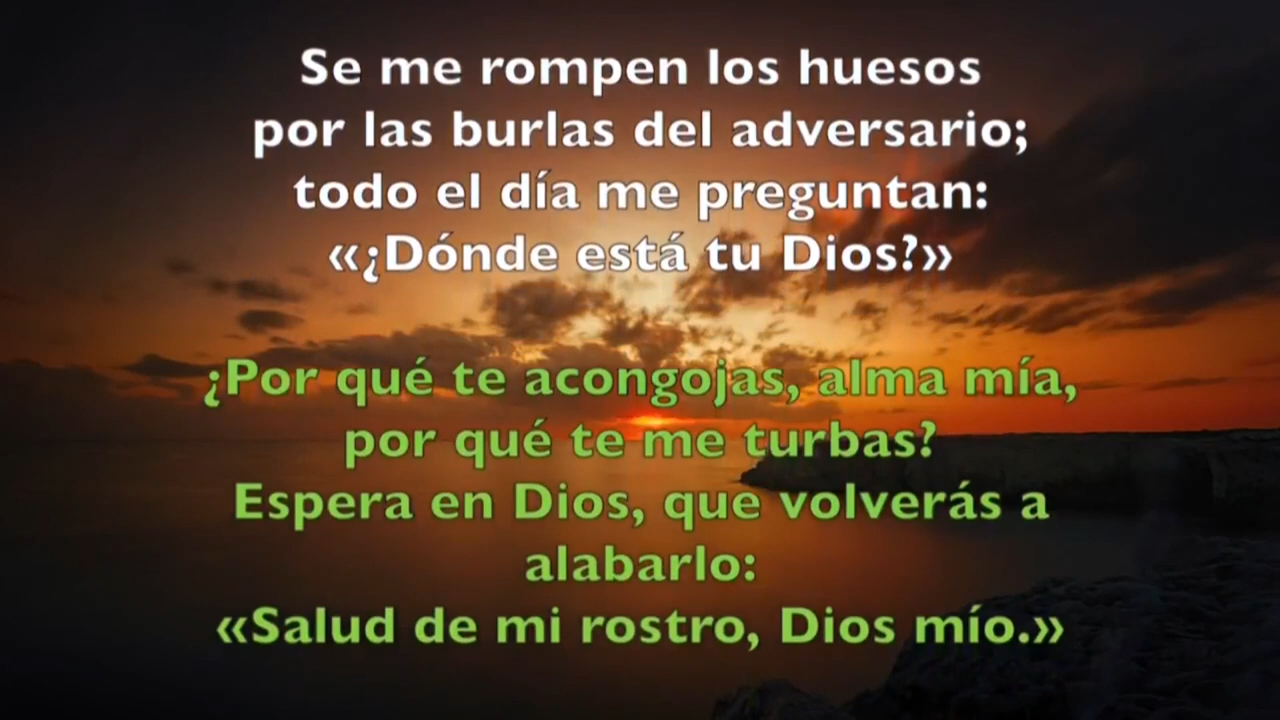 Se me rompen los huesos
por las burlas del adversario;
todo el día me preguntan:
«¿Dónde está tu Dios?»
¿Por qué te acongojas, alma mía,
por qué te me turbas?
Espera en Dios, que volverás a
alabarlo:
«Salud de mi rostro, Dios mío.»